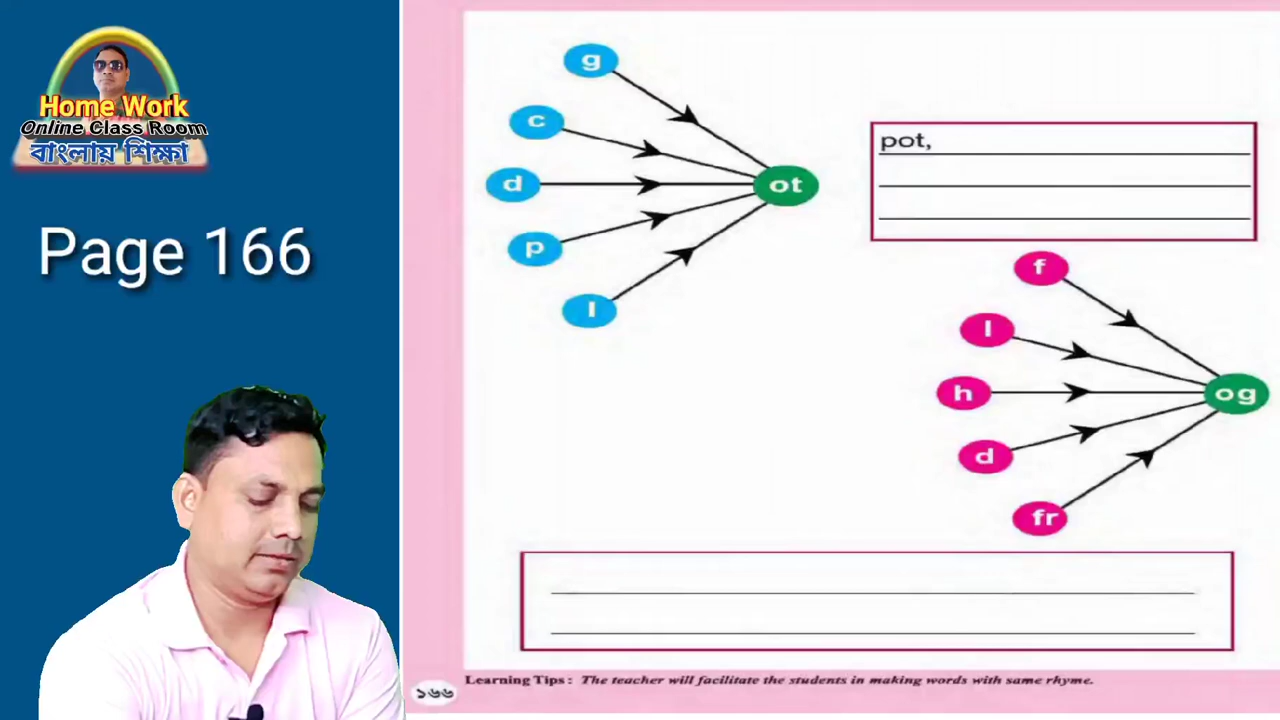 Home Work
Online Class Room
বাংলায় শিক্ষা
Page 166
g
c
d
p
l
ot
pot,
f
l
h
d
fr
og
১৬৬
Learning Tips : The teacher will facilitate the students in making words with same rhyme.